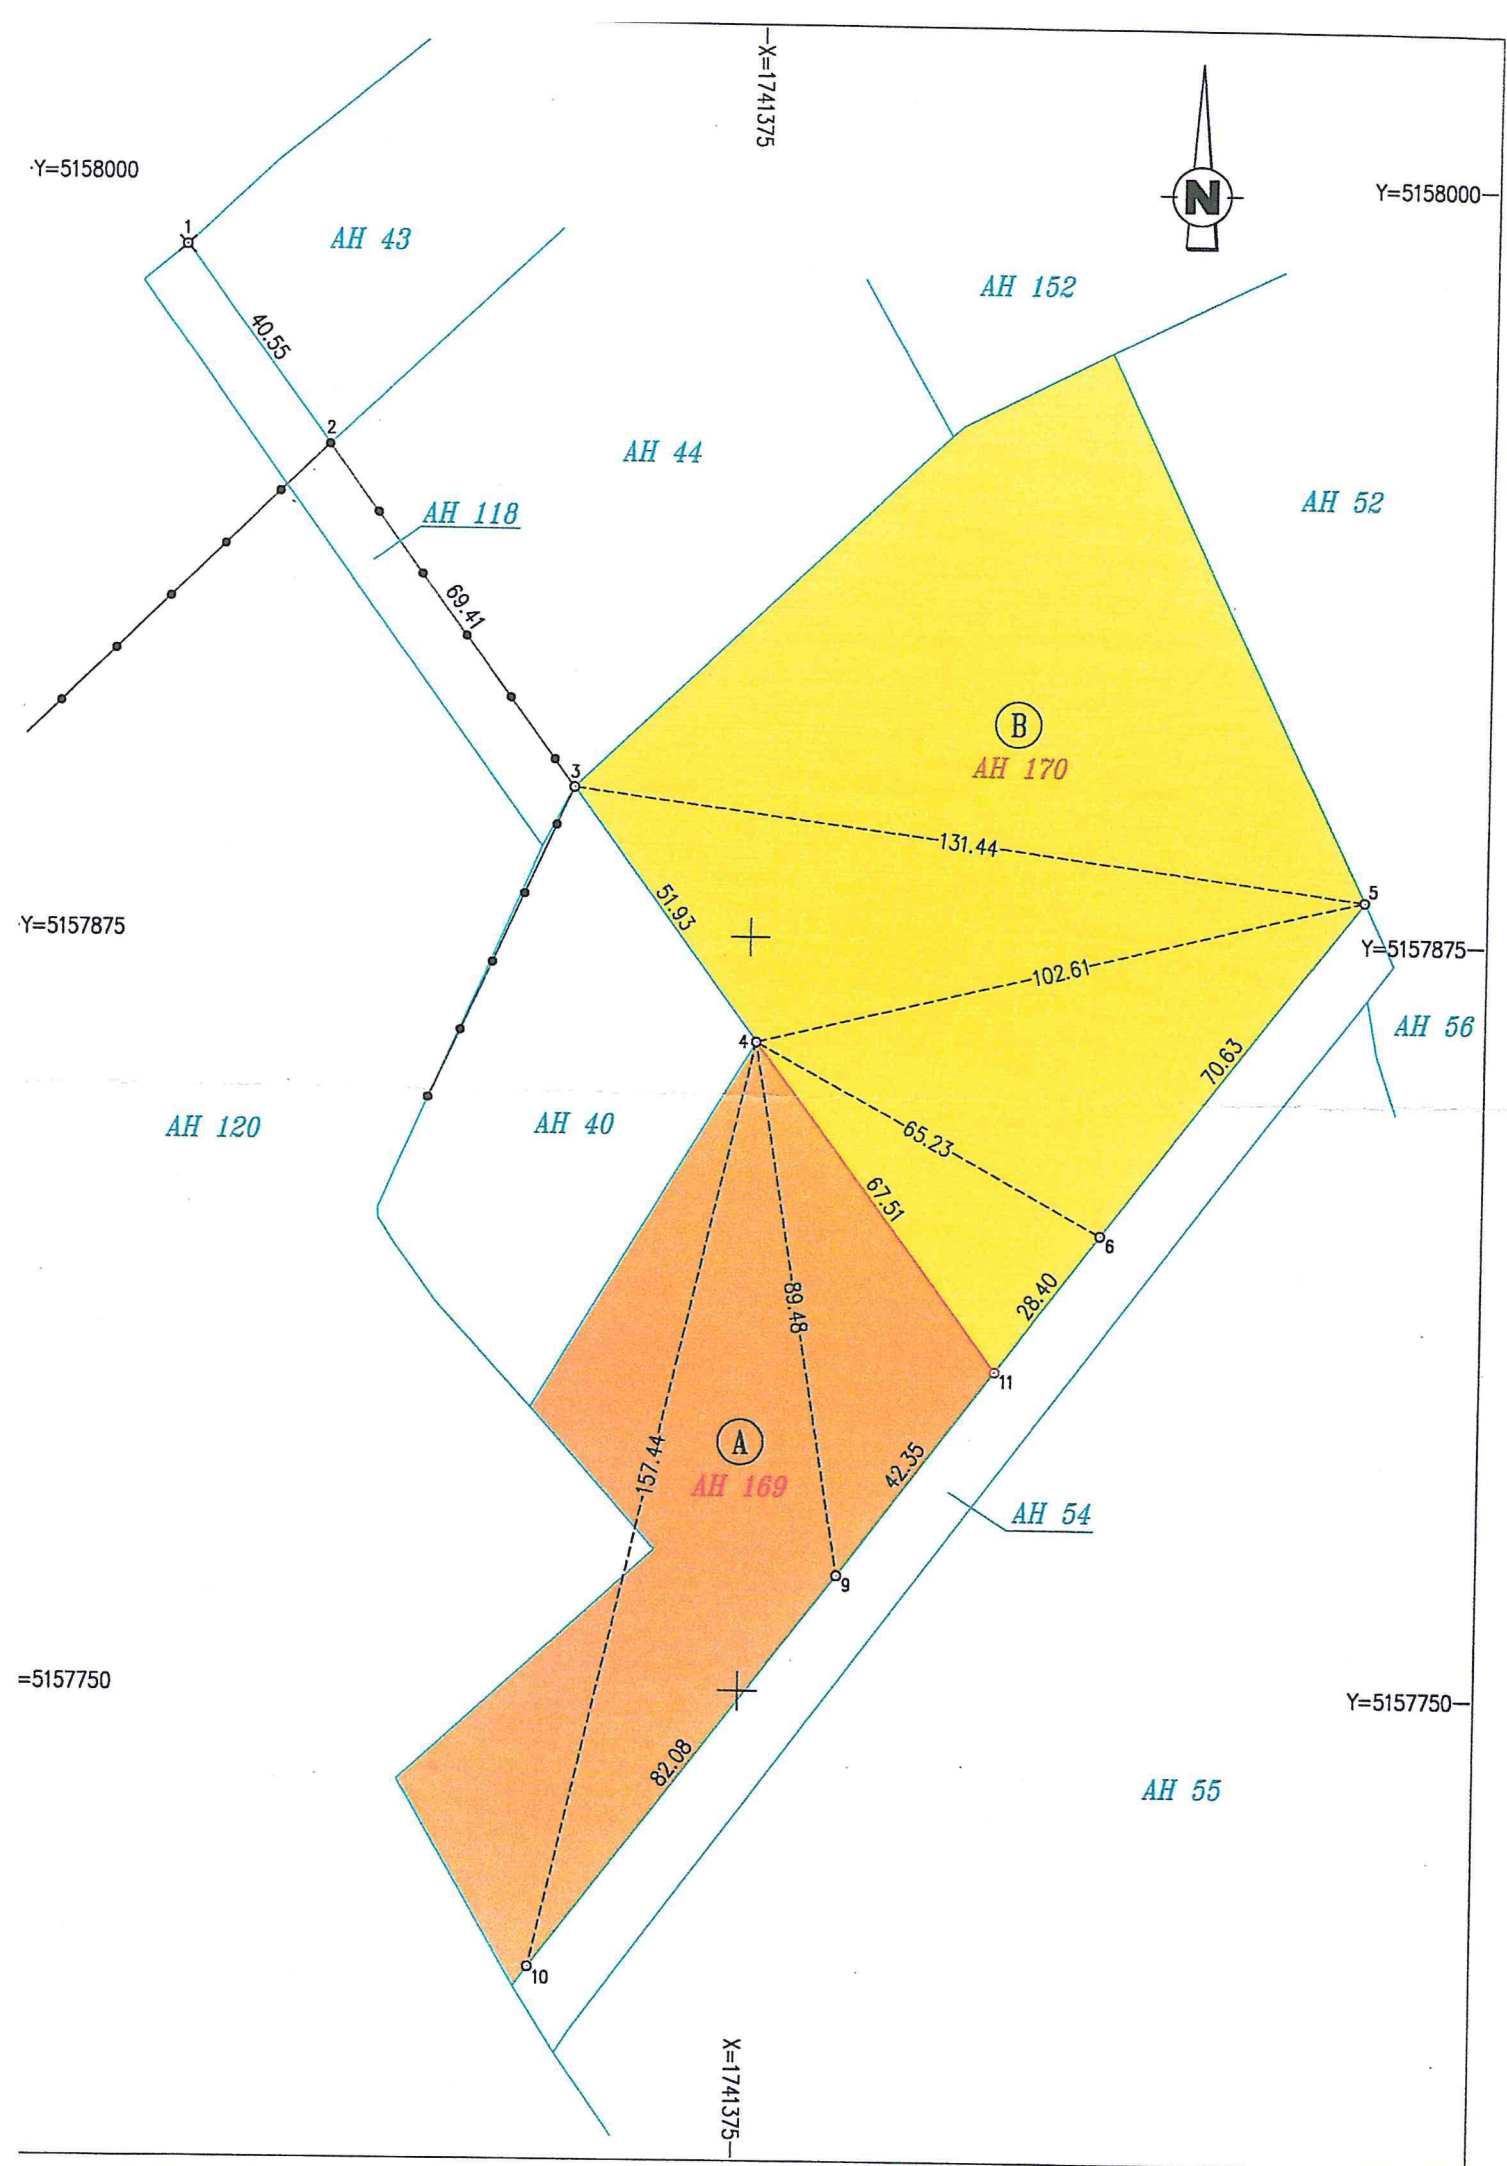 X=1741375
·Y=5158000
N
Y=5158000
1
AH 43
AH 152
40.55
2
AH 44
AH 52
AH 118
69.41
B
AH 170
3
131.44
51.93
5
Y=5157875
·Y=5157875
102.61
AH 56
4
70.63
AH 120
AH 40
65.23
67.51
6
89.48
28.40
11
A
157.44
42.35
AH 169
AH 54
9
=5157750
Y=5157750
82.08
AH 55
10
X=1741375